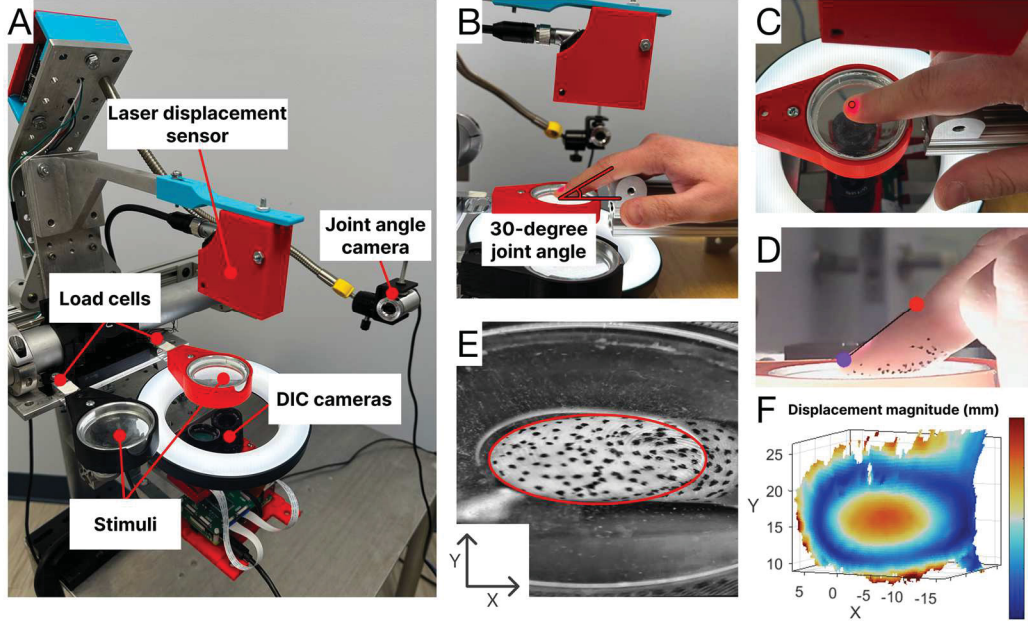 A
Laser displacement
sensor
Joint angle
camera
Load cells
DIC cameras
Stimuli
B
30-degree
joint angle
C
D
E
Y
X
F
Displacement magnitude (mm)
25
Y 20
15
10
5 0 -5 -10 -15
X